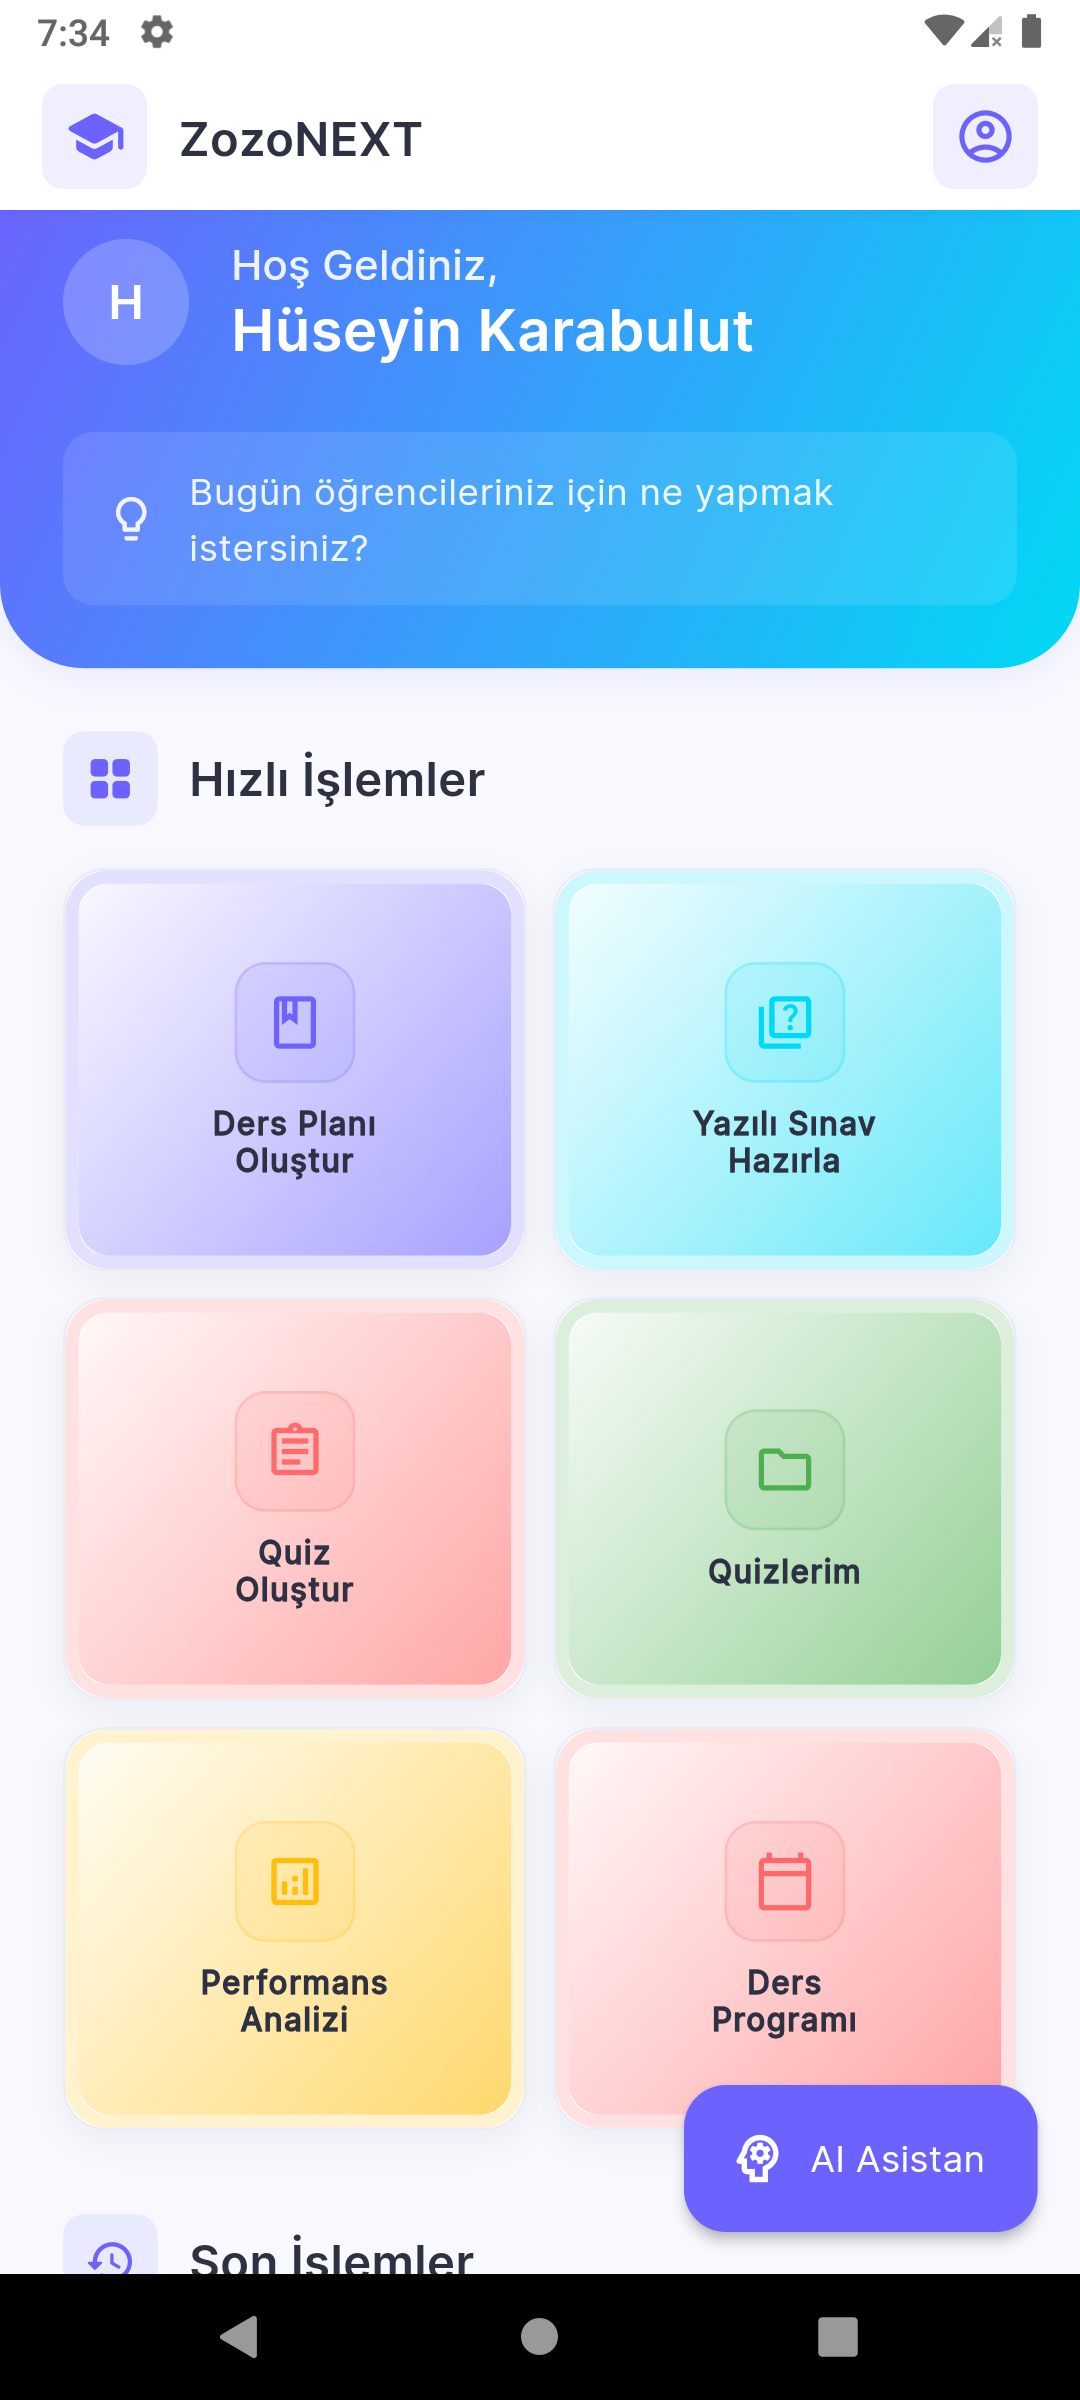 7:34
ZozoNEXT
H
Hoş Geldiniz,
Hüseyin Karabulut
Bugün öğrencileriniz için ne yapmak
istersiniz?
Hızlı İşlemler
Ders Planı
Oluştur
Yazılı Sınav
Hazırla
Quiz
Oluştur
Quizlerim
Performans
Analizi
Ders
Programı
AI Asistan
Son İşlemler